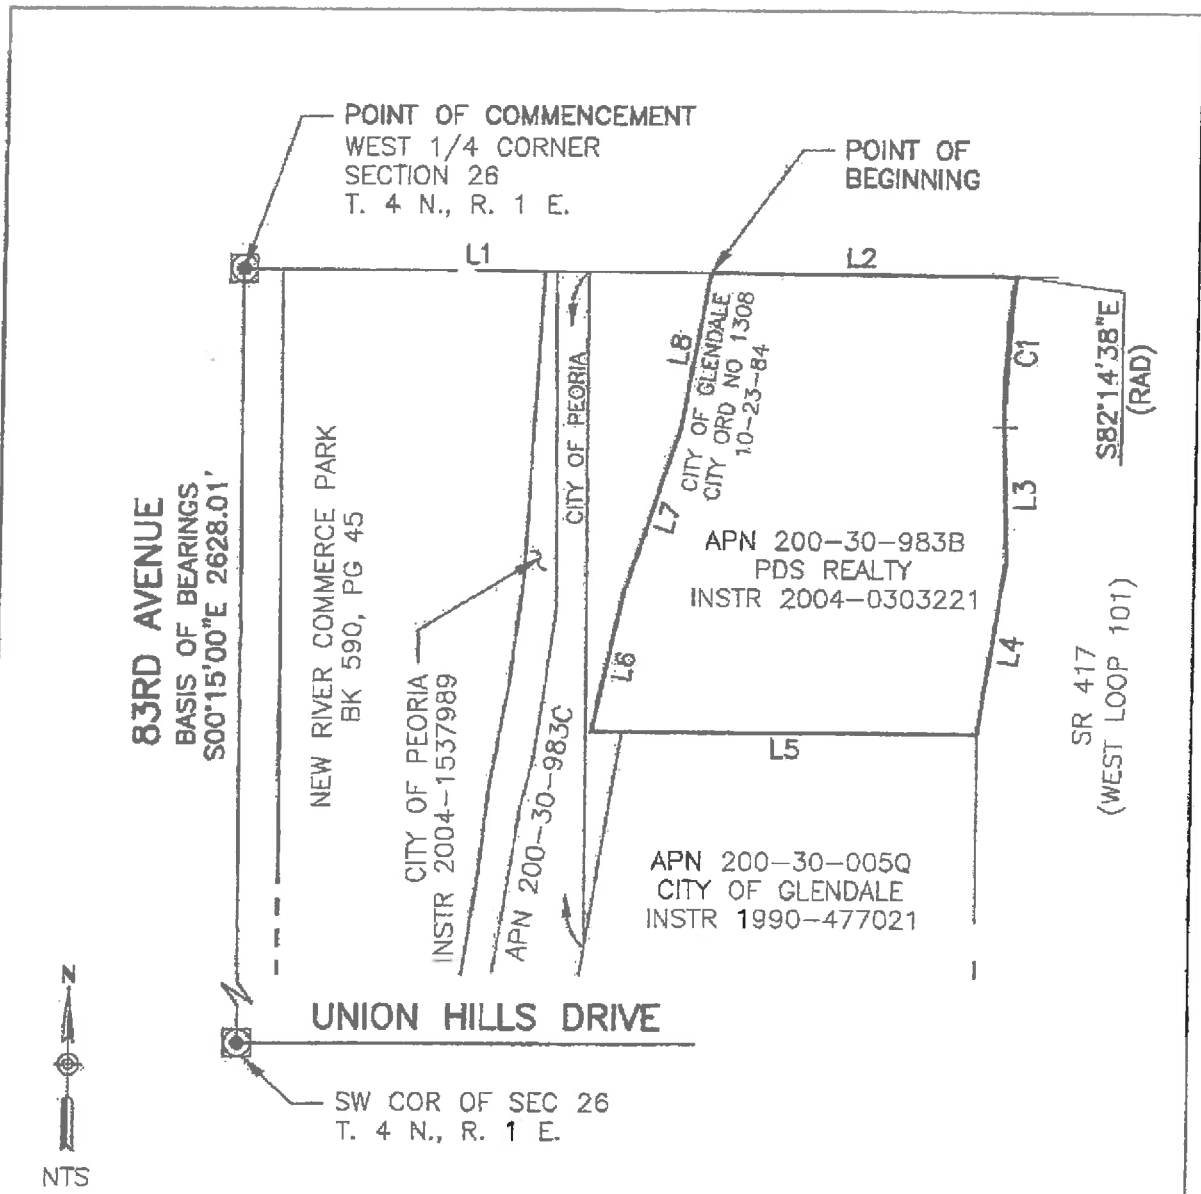 POINT OF COMMENCEMENT
WEST 1/4 CORNER
SECTION 26
T. 4 N., R. 1 E.
POINT OF
BEGINNING
L1
L2
L8
CITY OF GLENDALE
CITY ORD NO 1308
10-23-84
C1
S82°14'38"E
(RAD)
CITY OF PEORIA
L7
L3
83RD AVENUE
BASIS OF BEARINGS
S00°15'00"E 2628.01'
NEW RIVER COMMERCE PARK
BK 590, PG 45
APN 200-30-983B
PDS REALTY
INSTR 2004-0303221
L6
L4
SR 417
(WEST LOOP 101)
CITY OF PEORIA
INSTR 2004-1537989
APN 200-30-983C
L5
APN 200-30-005Q
CITY OF GLENDALE
INSTR 1990-477021
N
NTS
UNION HILLS DRIVE
SW COR OF SEC 26
T. 4 N., R. 1 E.